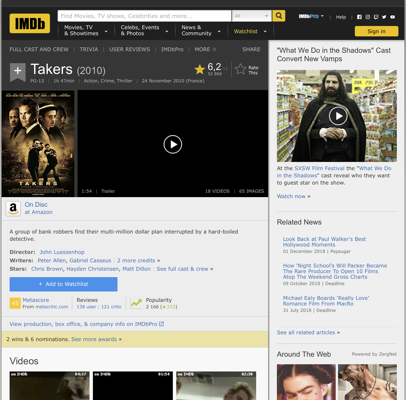 IMDb
Find Movies, TV shows, Celebrities and more...
All
IMDbPro
Help
Movies, TV
& Showtimes
Celebs, Events
& Photos
News &
Community
Watchlist
Sign in
FULL CAST AND CREW | TRIVIA | USER REVIEWS | IMDbPro | MORE
SHARE
Takers (2010)
PG-13 | 1h 47min | Action, Crime, Thriller | 24 November 2010 (France)
6,2
Rate
This
TAKERS
1:54 | Trailer
18 VIDEOS | 65 IMAGES
a
On Disc
at Amazon
A group of bank robbers find their multi-million dollar plan interrupted by a hard-boiled
detective.
Director: John Luessenhop
Writers: Peter Allen, Gabriel Casseus | 2 more credits »
Stars: Chris Brown, Hayden Christensen, Matt Dillon | See full cast & crew »
+ Add to Watchlist
Metascore
From metacritic.com
Reviews
138 user | 121 critic
Popularity
View production, box office, & company info on IMDbPro
2 wins & 6 nominations. See more awards »
Videos
"What We Do in the Shadows" Cast
Convert New Vamps
At the SXSW Film Festival the "What We
Do in the Shadows" cast reveal who they
want to guest star on the show.
Watch now »
Related News
Look Back at Paul Walker's Best
Hollywood Moments
01 December 2018 | Popsugar
How 'Night School's Will Packer Became
The Rare Producer To Open 10 Films
Atop The Weekend Gross Charts
09 October 2018 | Deadline
Michael Ealy Boards 'Really Love'
Romance Film From MacRo
31 July 2018 | Deadline
See all related articles »
Around The Web
Powered by ZergNet